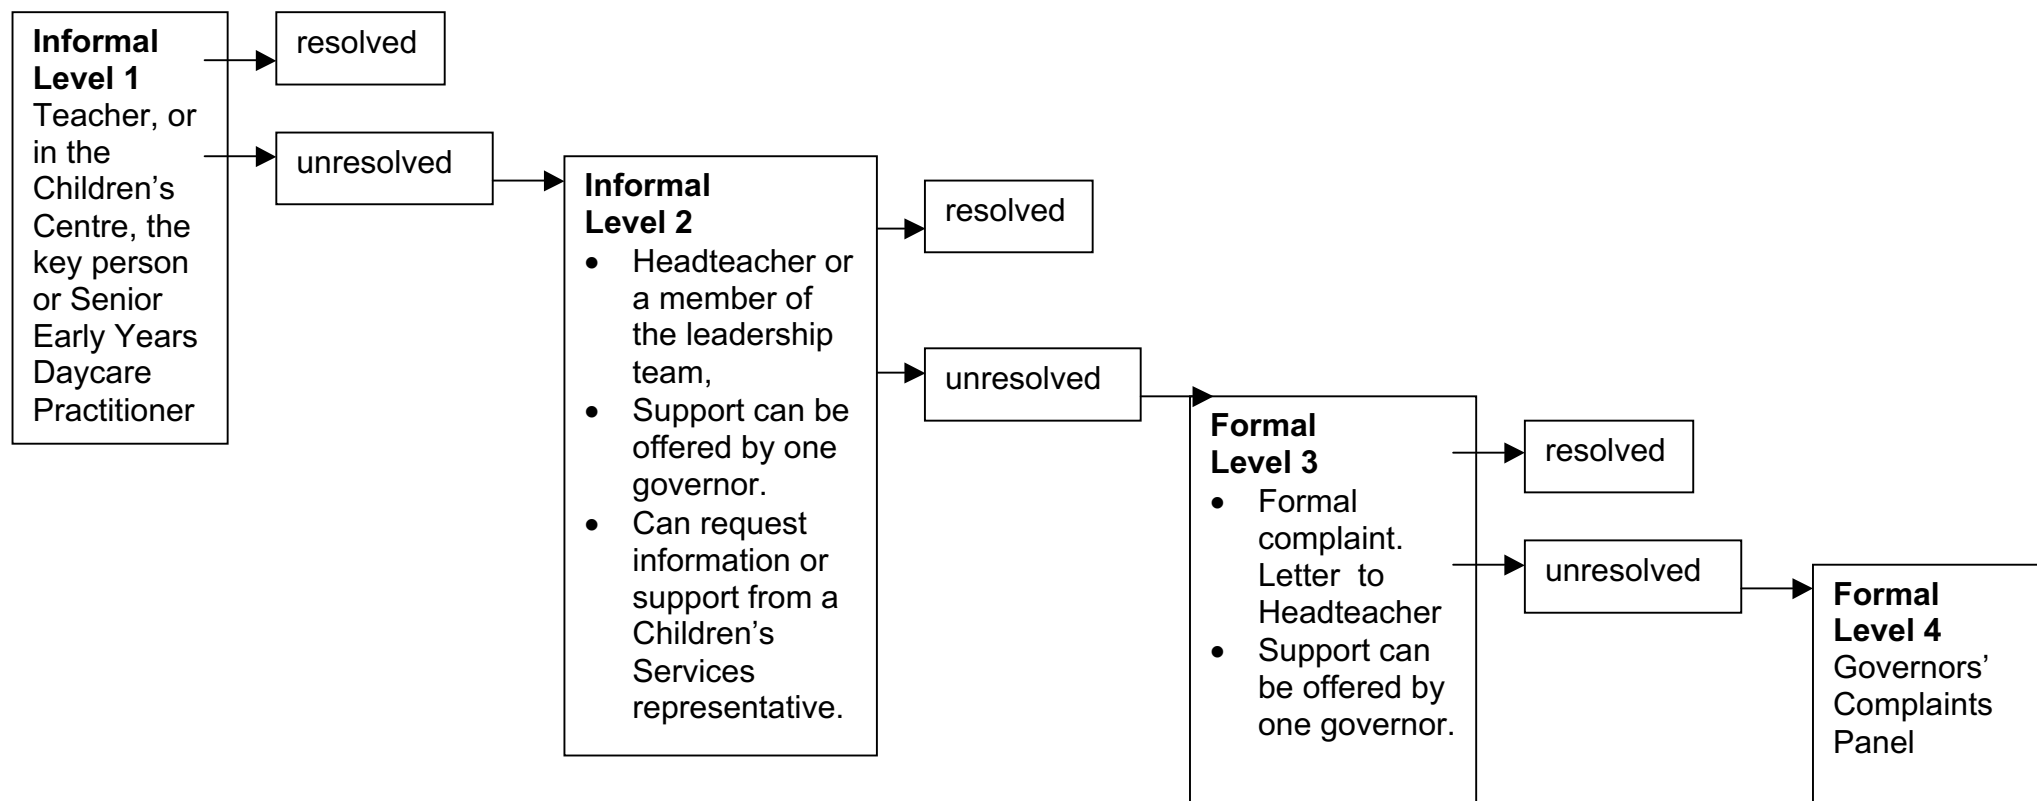 Informal
Level 1
Teacher, or
in the
Children’s
Centre, the
key person
or Senior
Early Years
Daycare
Practitioner
resolved
unresolved
Informal
Level 2
• Headteacher or
a member of
the leadership
team,
• Support can be
offered by one
governor.
• Can request
information or
support from a
Children’s
Services
representative.
resolved
unresolved
Formal
Level 3
• Formal
complaint.
Letter  to
Headteacher
• Support can
be offered by
one governor.
resolved
unresolved
Formal
Level 4
Governors’
Complaints
Panel